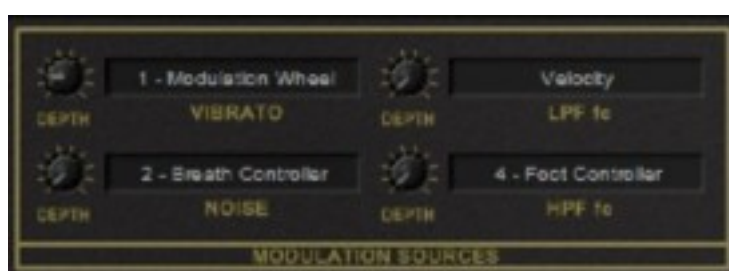 1 - Modulation Wheel
Velocity
DEPTH
VIBRATO
DEPTH
LPF fc
2 - Breath Controller
4 - Foot Controller
DEPTH
NOISE
DEPTH
HPF fc
MODULATION SOURCES